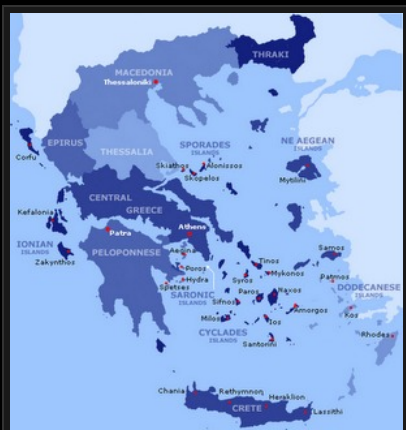 THRAKI
MACEDONIA
Thessaloniki
EPIRUS
THESSALIA
Corfu
SPORADES
ISLANDS
Skiathos
Alonissos
Skopelos
NE AEGEAN
ISLANDS
Mytilini
CENTRAL
GREECE
Kefalonia
Patra
Athens
IONIAN
ISLANDS
Zakynthos
PELOPONNESE
Aegina
Poros
Hydra
Spetses
SARONIC
ISLANDS
Samos
Tinos
Mykonos
Syros
Patmos
DODECANESE
ISLANDS
Paros
Naxos
Sifnos
Amorgos
Kos
Milos
Ios
Rhodes
CYCLADES
ISLANDS
Santorini
Chania
Rethymnon
Heraklion
CRETE
Lassithi